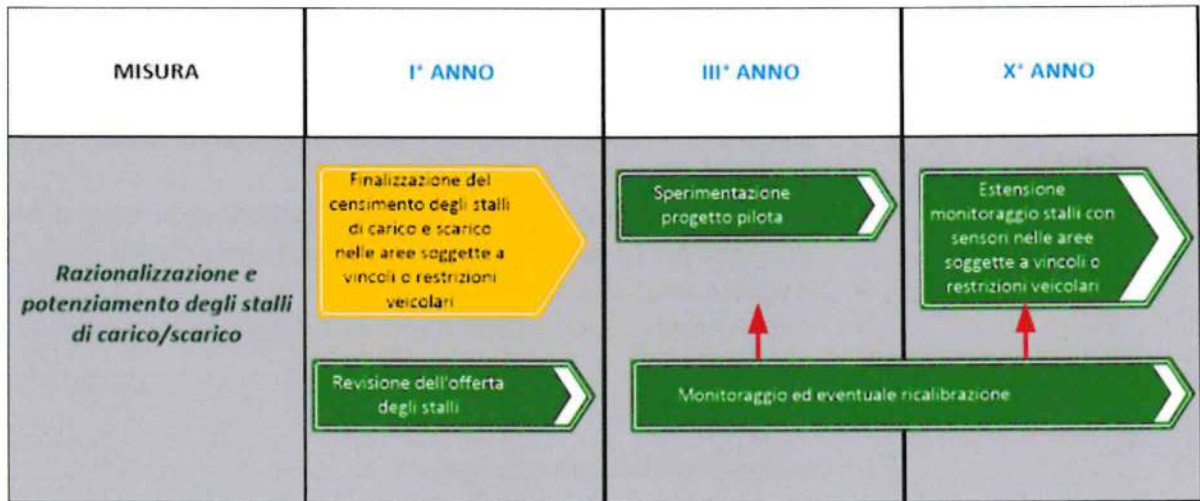 MISURA
I° ANNO
III° ANNO
X° ANNO
Razionalizzazione e
potenziamento degli stalli
di carico/scarico
Finalizzazione del
censimento degli stalli
di carico e scarico
nelle aree soggette a
vincoli o restrizioni
veicolari
Sperimentazione
progetto pilota
Estensione
monitoraggio stalli con
sensori nelle aree
soggette a vincoli o
restrizioni veicolari
Revisione dell'offerta
degli stalli
Monitoraggio ed eventuale ricalibrazione